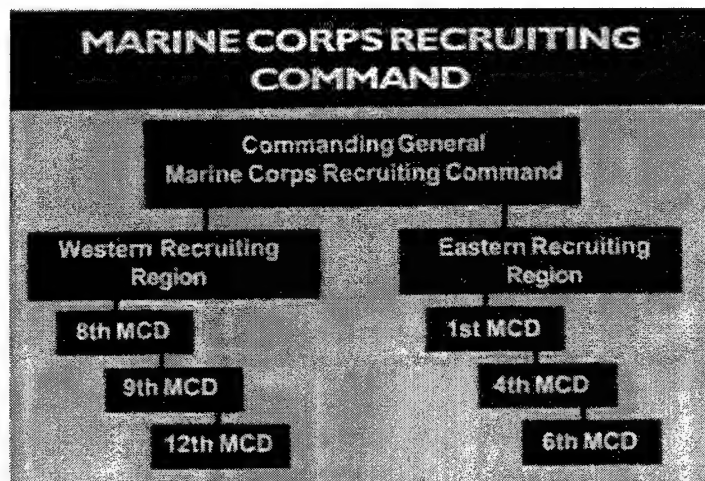 MARINE CORPS RECRUITING
COMMAND
Commanding General
Marine Corps Recruiting Command
Western Recruiting
Region
8th MCD
9th MCD
12th MCD
Eastern Recruiting
Region
1st MCD
4th MCD
6th MCD